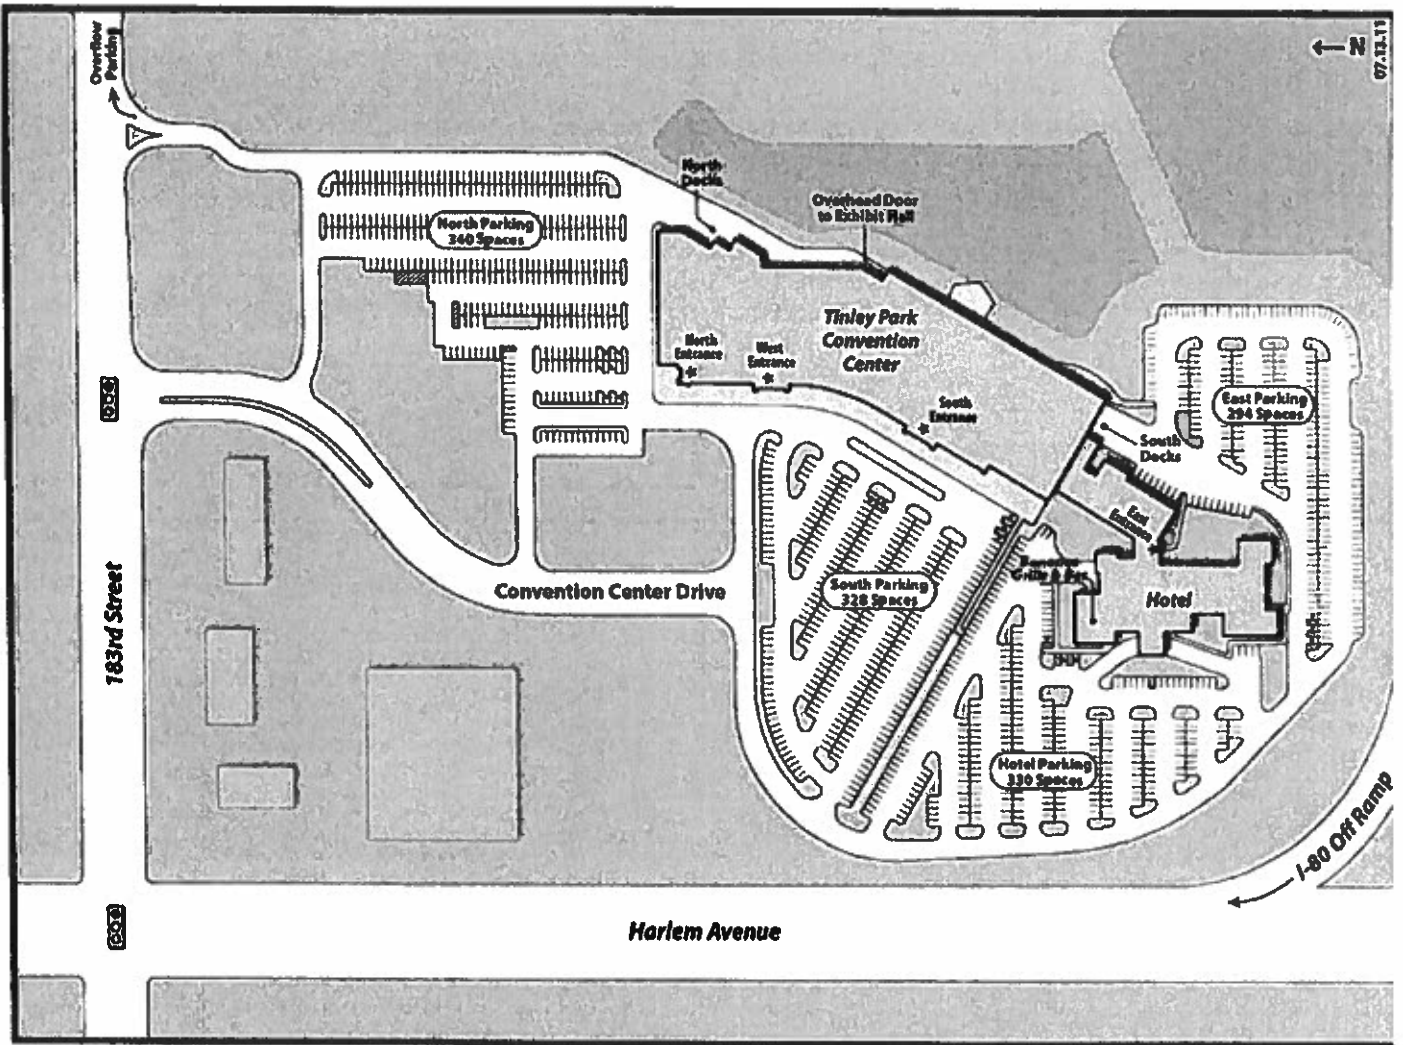 Overflow
Parking
N
07.13.11
North
Docks
Overhead Door
to Exhibit Hall
North Parking
340 Spaces
Tinley Park
Convention
Center
North
Entrance
West
Entrance
South
Entrance
East Parking
294 Spaces
South
Docks
East
Entrance
Grille & Bar
Hotel
South Parking
328 Spaces
Convention Center Drive
183rd Street
Hotel Parking
330 Spaces
I-80 Off Ramp
Harlem Avenue